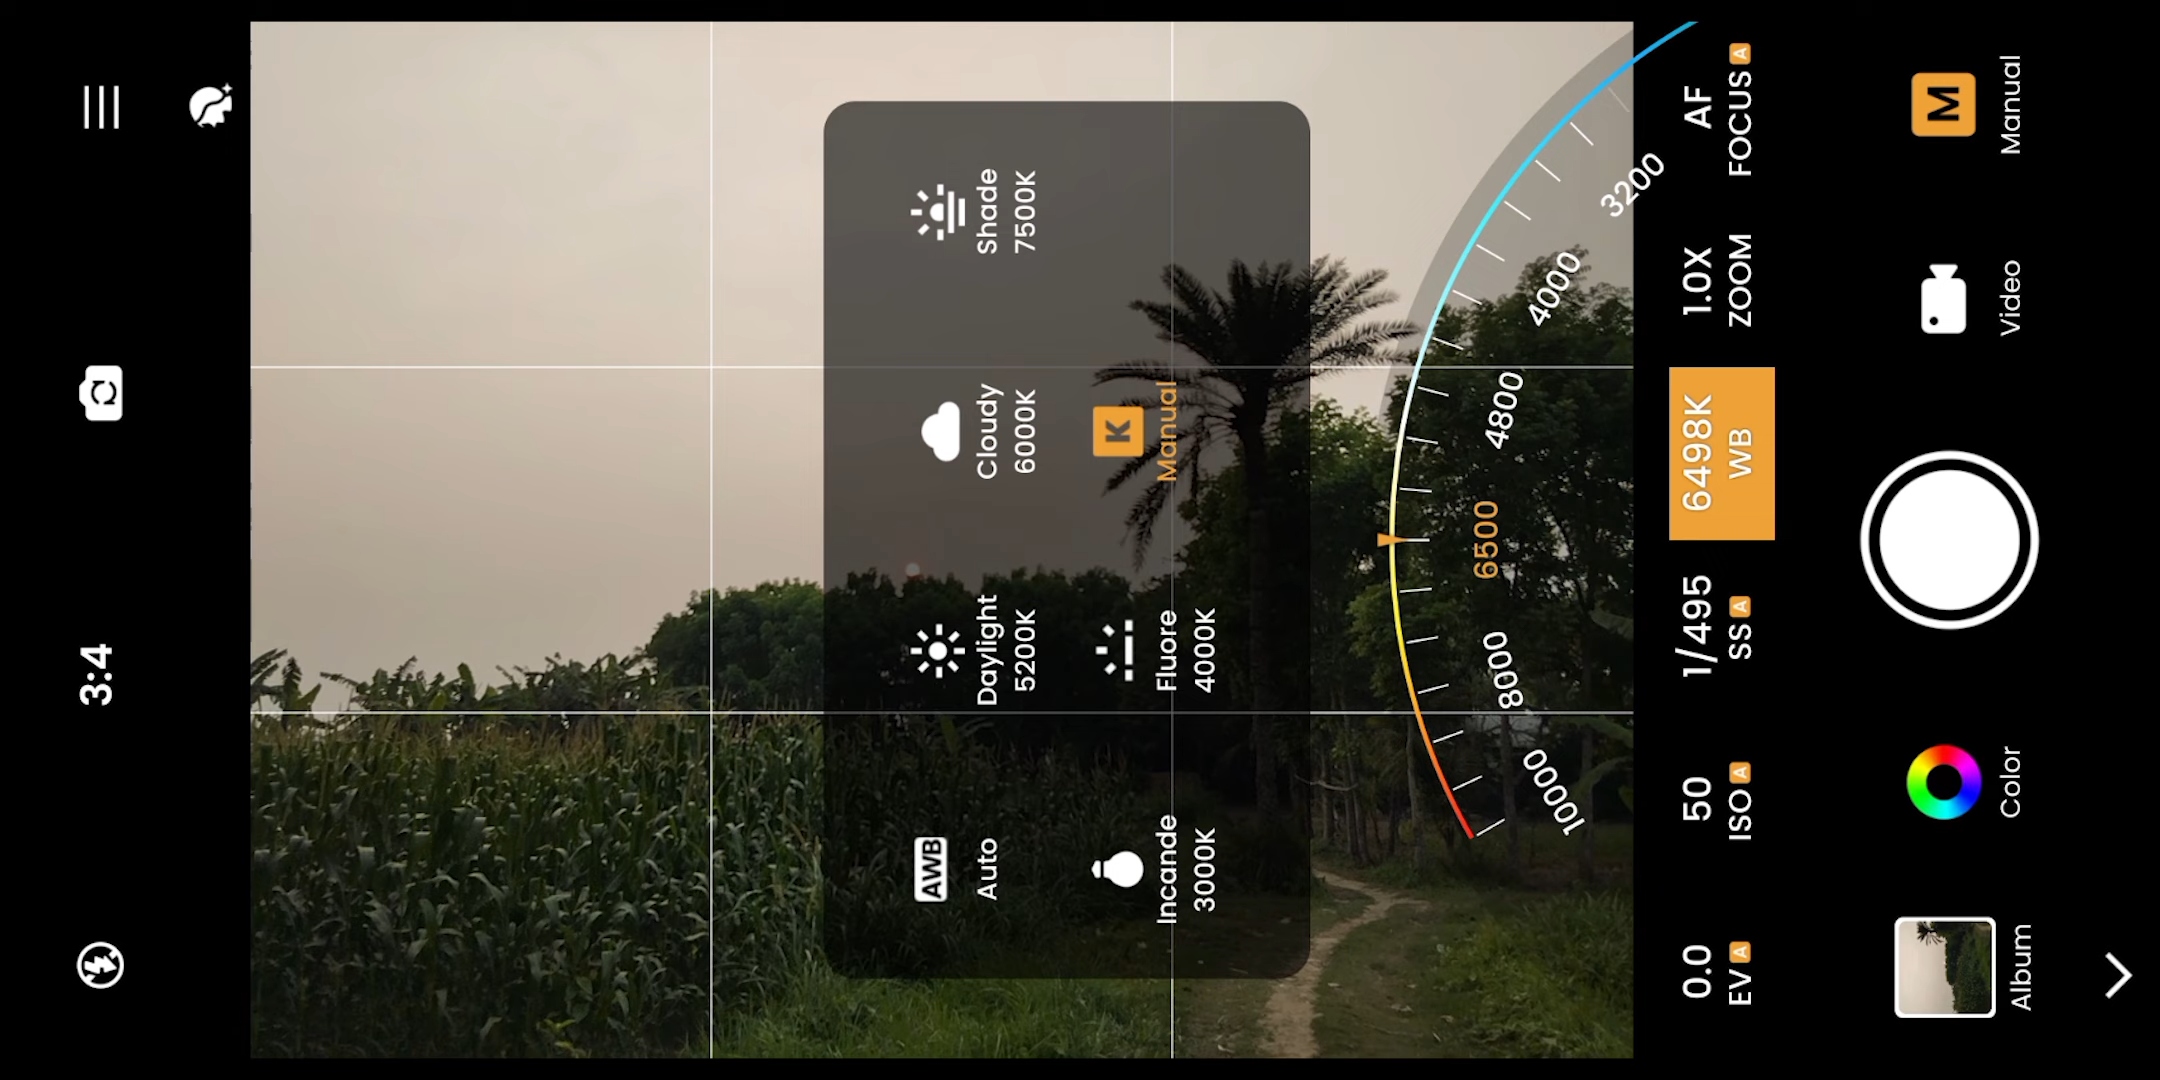 3:4
AWB
Auto
Daylight
5200K
Cloudy
6000K
Shade
7500K
Incande
3000K
Fluore
4000K
K
Manual
10000
8000
6500
4800
4000
3200
0.0
EV A
50
ISO A
1/495
SS A
6498K
WB
1.0X
ZOOM
AF
FOCUS A
Album
Color
Video
M
Manual